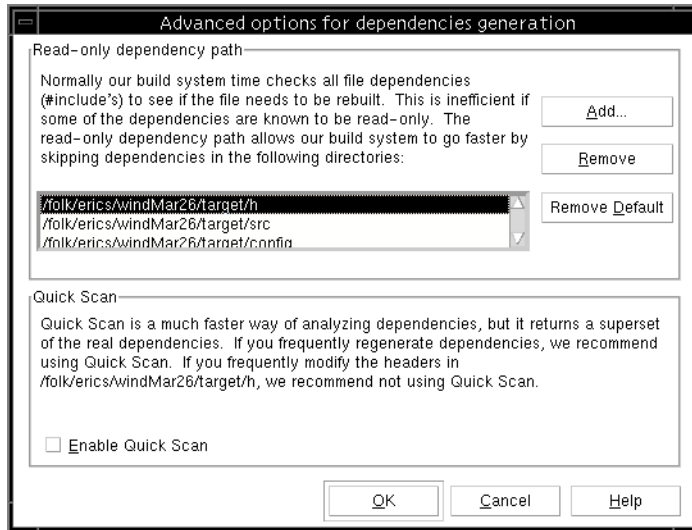 Advanced options for dependencies generation
Read-only dependency path
Normally our build system time checks all file dependencies
(#include's) to see if the file needs to be rebuilt. This is inefficient if
some of the dependencies are known to be read-only. The
read-only dependency path allows our build system to go faster by
skipping dependencies in the following directories:
Add...
Remove
Remove Default
/folk/erics/windMar26/target/h
/folk/erics/windMar26/target/src
/folk/erics/windMar26/target/config
Quick Scan
Quick Scan is a much faster way of analyzing dependencies, but it returns a superset
of the real dependencies. If you frequently regenerate dependencies, we recommend
using Quick Scan. If you frequently modify the headers in
/folk/erics/windMar26/target/h, we recommend not using Quick Scan.
Enable Quick Scan
OK
Cancel
Help